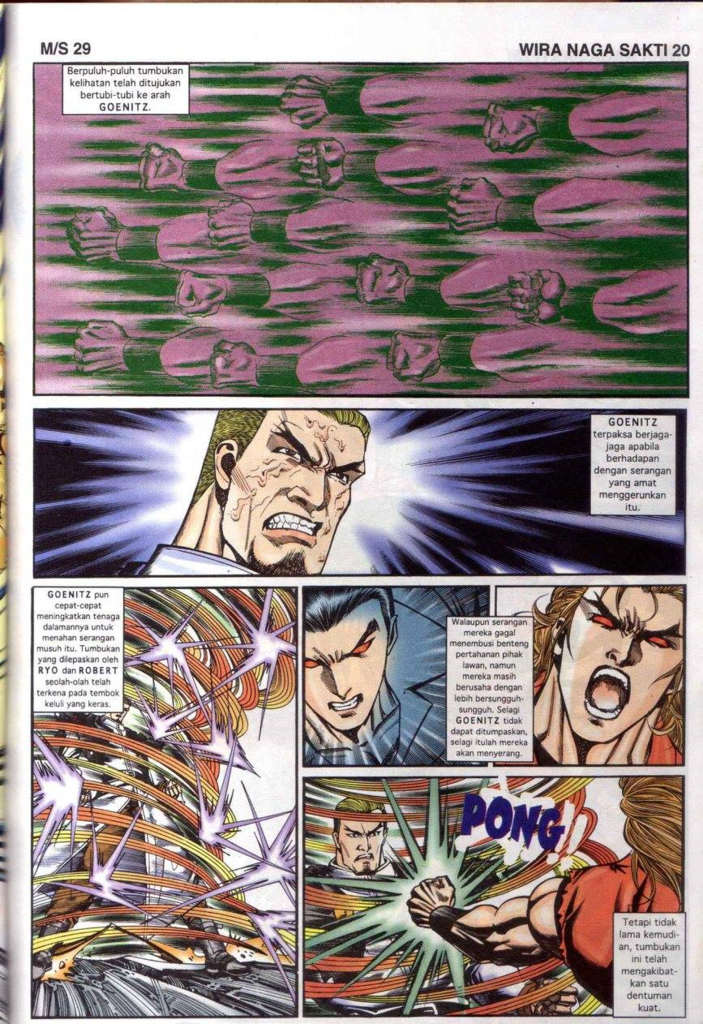 M/S 29
WIRA NAGA SAKTI 20
Berpuluh-puluh tumbukan
kelihatan telah ditujukan
bertubi-tubi ke arah
GOENITZ.
GOENITZ
terpaksa berjaga-
jaga apabila
berhadapan
dengan serangan
yang amat
menggerunkan
itu.
GOENITZ pun
cepat-cepat
meningkatkan tenaga
dalamannya untuk
menahan serangan
musuh itu. Tumbukan
yang dilepaskan oleh
RYO dan ROBERT
seolah-olah telah
terkena pada tembok
keluli yang keras.
Walaupun serangan
mereka gagal
menembusi benteng
pertahanan pihak
lawan, namun
mereka masih
berusaha dengan
lebih bersungguh-
sungguh. Selagi
GOENITZ tidak
dapat ditumpaskan,
selagi itulah mereka
akan menyerang.
PONG!!
Tetapi tidak
lama kemudi-
an, tumbukan
ini telah
mengakibat-
kan satu
dentuman
kuat.